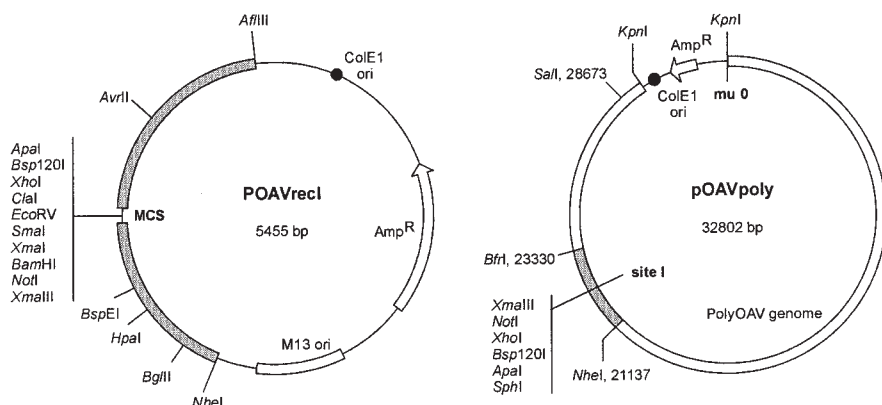 AflIII
ColE1
ori
AvrII
ApaI
Bsp120I
XhoI
ClaI
EcoRV
SmaI
XmaI
BamHI
NotI
XmaIII
MCS
POAVrecI
5455 bp
AmpR
BspEI
HpaI
BglII
NheI
M13 ori
KpnI
KpnI
AmpR
SalI, 28673
ColE1
ori
mu 0
pOAVpoly
32802 bp
BfrI, 23330
site I
PolyOAV genome
XmaIII
NotI
XhoI
Bsp120I
ApaI
SphI
NheI, 21137